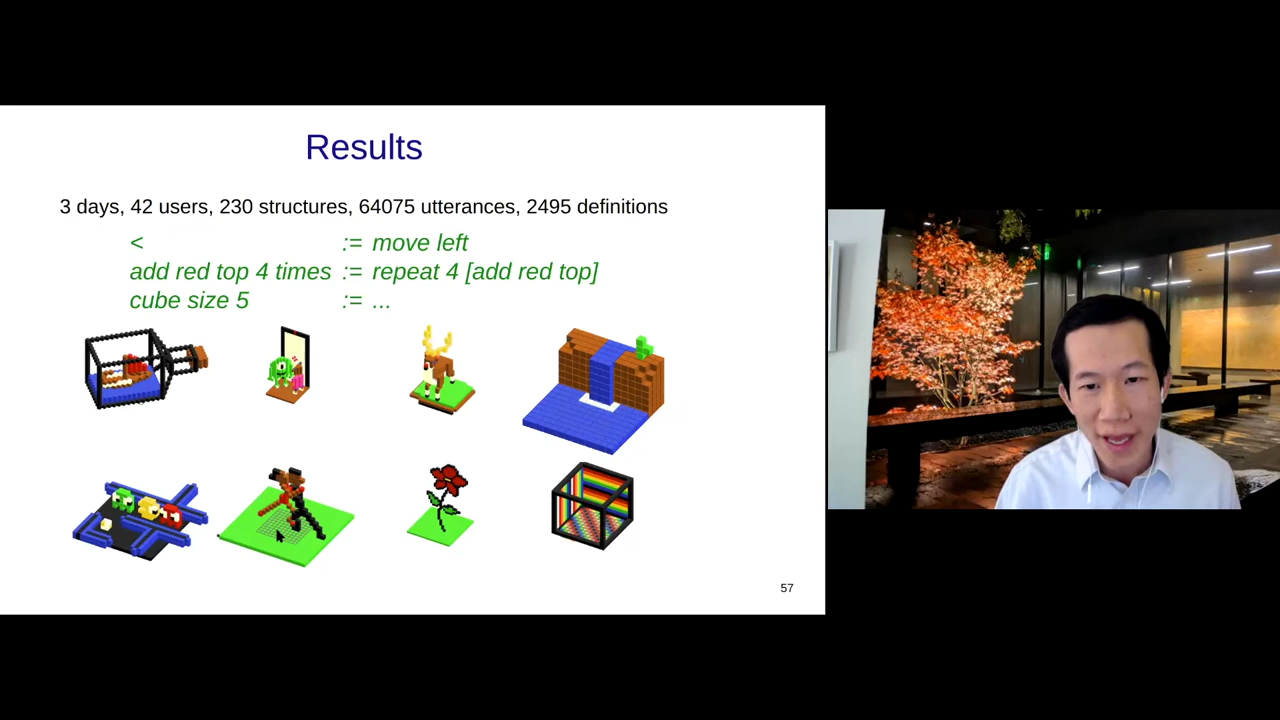 Results
3 days, 42 users, 230 structures, 64075 utterances, 2495 definitions
< := move left
add red top 4 times := repeat 4 [add red top]
cube size 5 := ...
57